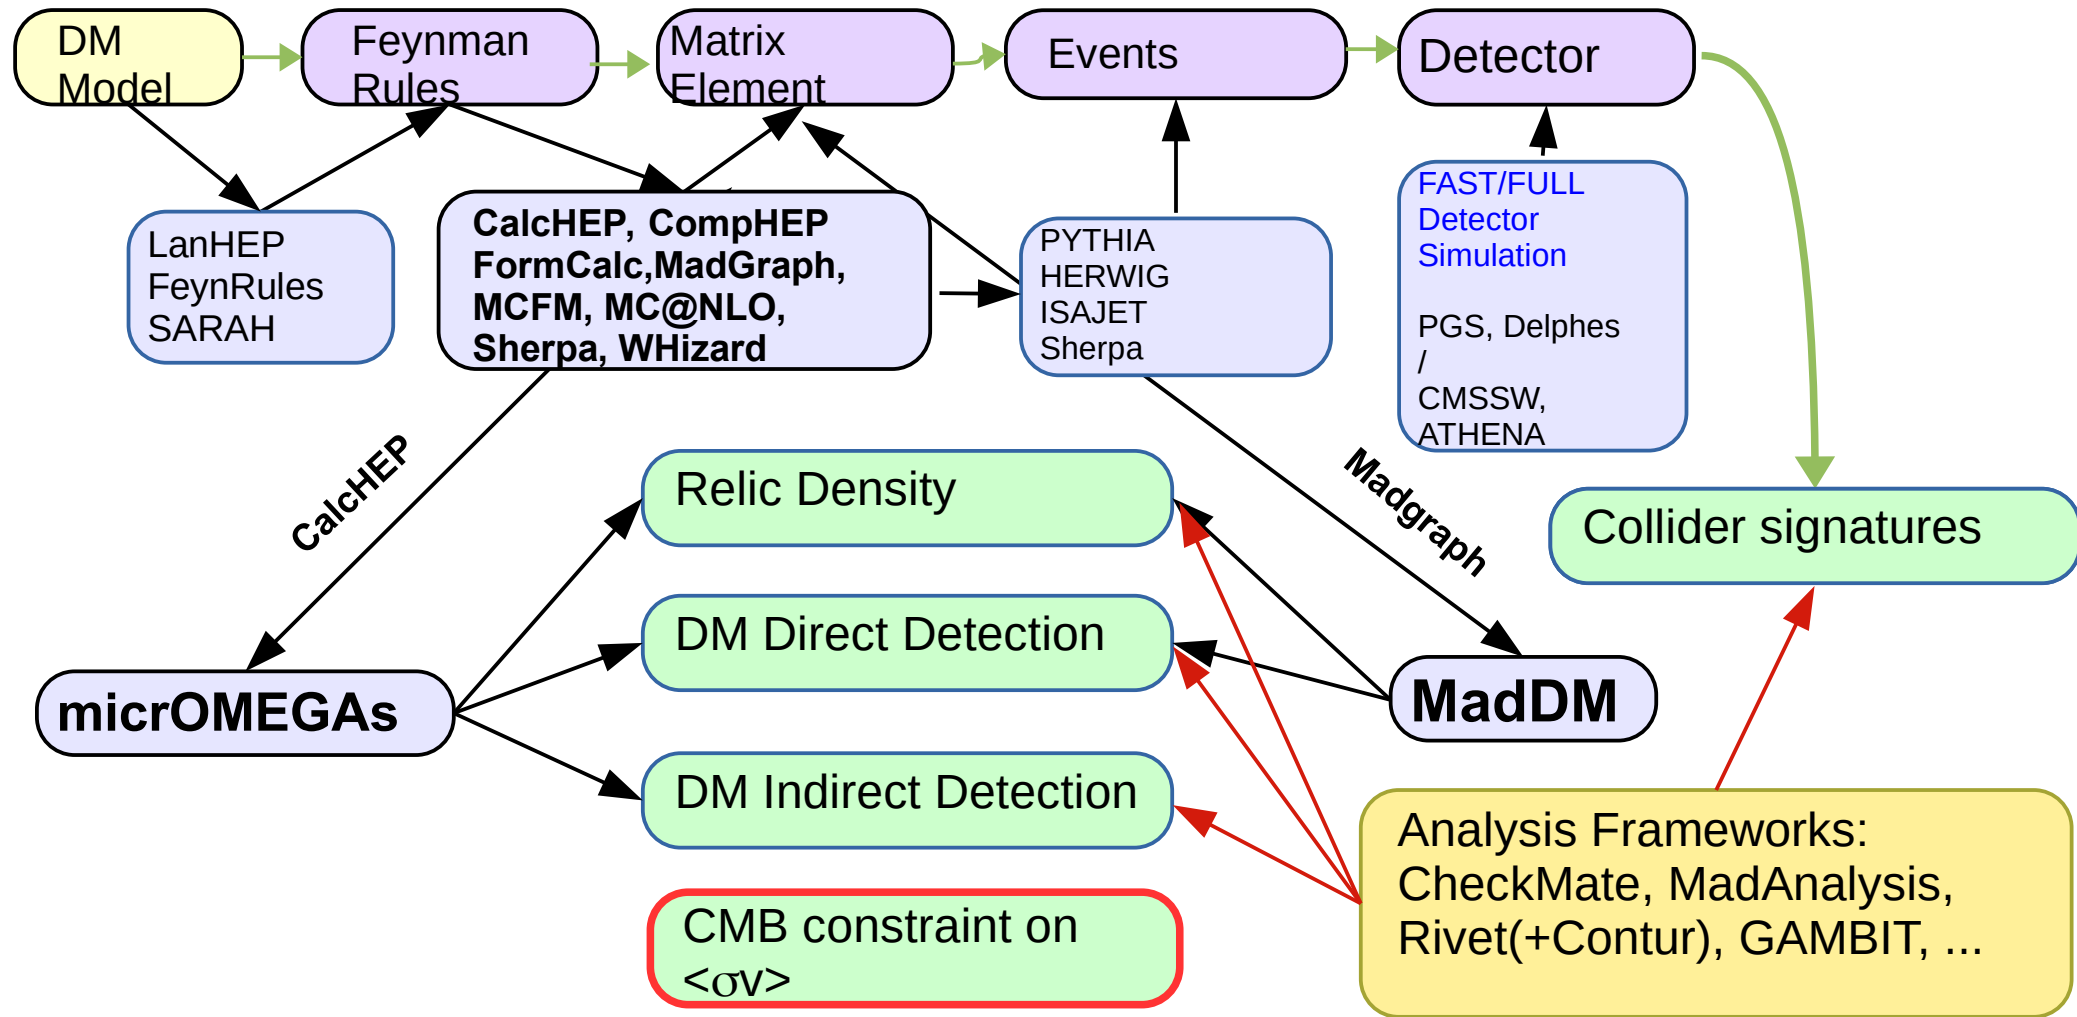 DM
Model
Feynman
Rules
Matrix
Element
Events
Detector
LanHEP
FeynRules
SARAH
CalcHEP, CompHEP
FormCalc,MadGraph,
MCFM, MC@NLO,
Sherpa, WHizard
PYTHIA
HERWIG
ISAJET
Sherpa
FAST/FULL
Detector
Simulation
PGS, Delphes
/
CMSSW,
ATHENA
CalcHEP
Madgraph
Relic Density
Collider signatures
DM Direct Detection
micrOMEGAs
MadDM
DM Indirect Detection
Analysis Frameworks:
CheckMate, MadAnalysis,
Rivet(+Contur), GAMBIT, ...
CMB constraint on
<σv>